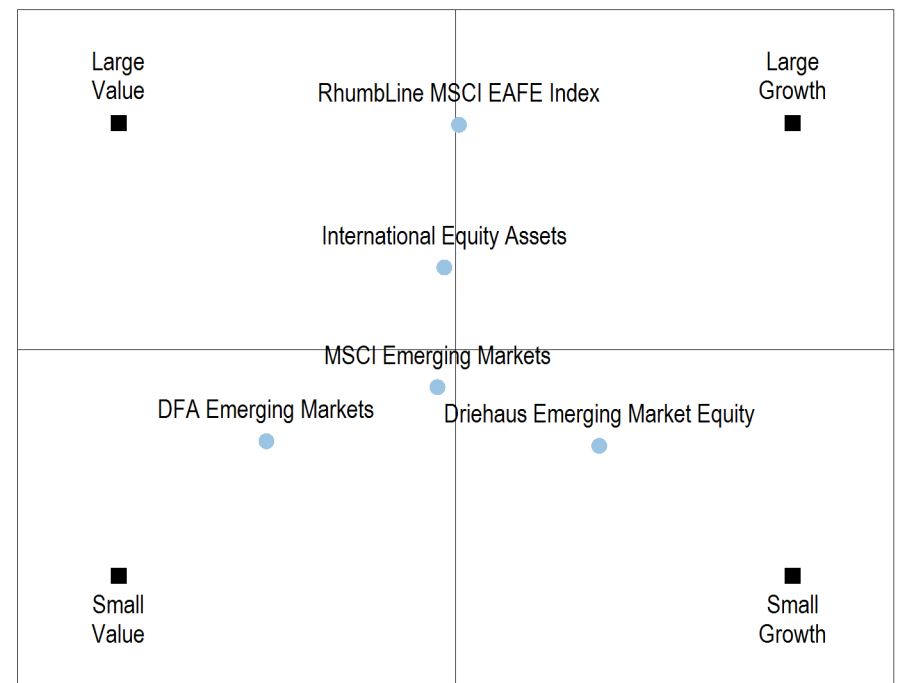 Large
Value
Large
Growth
RhumbLine MSCI EAFE Index
International Equity Assets
MSCI Emerging Markets
DFA Emerging Markets
Driehaus Emerging Market Equity
Small
Value
Small
Growth